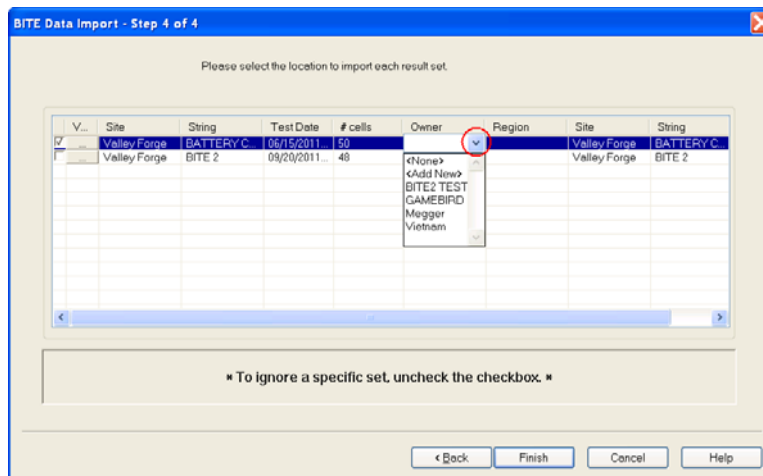 BITE Data Import - Step 4 of 4
Please select the location to import each result set.
V... Site String Test Date # cells Owner Region Site String
... Valley Forge BATTERY C... 06/15/2011... 50 Valley Forge BATTERY C...
... Valley Forge BITE 2 09/20/2011... 48 Valley Forge BITE 2
<None>
<Add New>
BITE2 TEST
GAMEBIRD
Megger
Vietnam
* To ignore a specific set, uncheck the checkbox. *
< Back Finish Cancel Help